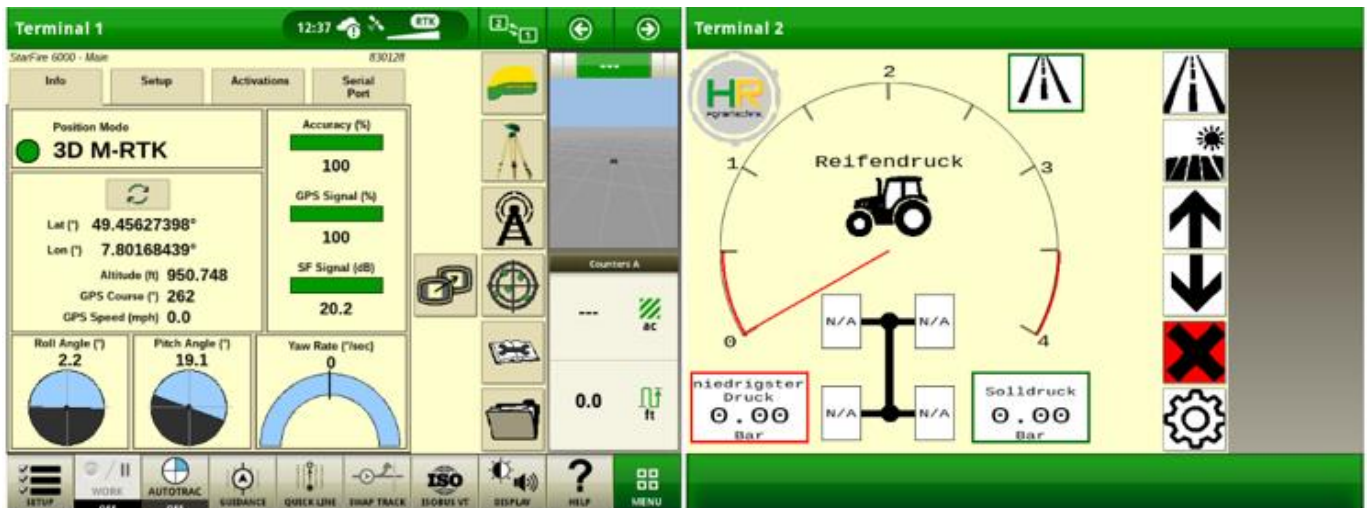 Terminal 1
12:37
RTK
2
1
StarFire 6000 - Main
830128
Info
Setup
Activations
Serial
Port
Position Mode
3D M-RTK
Lat (°) 49.45627398°
Lon (°) 7.80168439°
Altitude (ft) 950.748
GPS Course (°) 262
GPS Speed (mph) 0.0
Accuracy (%)
100
GPS Signal (%)
100
SF Signal (dB)
20.2
Roll Angle (°)
2.2
Pitch Angle (°)
19.1
Yaw Rate (°/sec)
0
---
Counters A
---
ac
0.0
ft
SETUP
WORK
OFF
AUTOTRAC
OFF
GUIDANCE
QUICK LINE
SWAP TRACK
ISO
ISOBUS VT
DISPLAY
?
HELP
MENU
Terminal 2
HR
Agrartechnik
2
1
3
Reifendruck
0
4
N/A
N/A
N/A
N/A
niedrigster
Druck
0.00
Bar
Solldruck
0.00
Bar